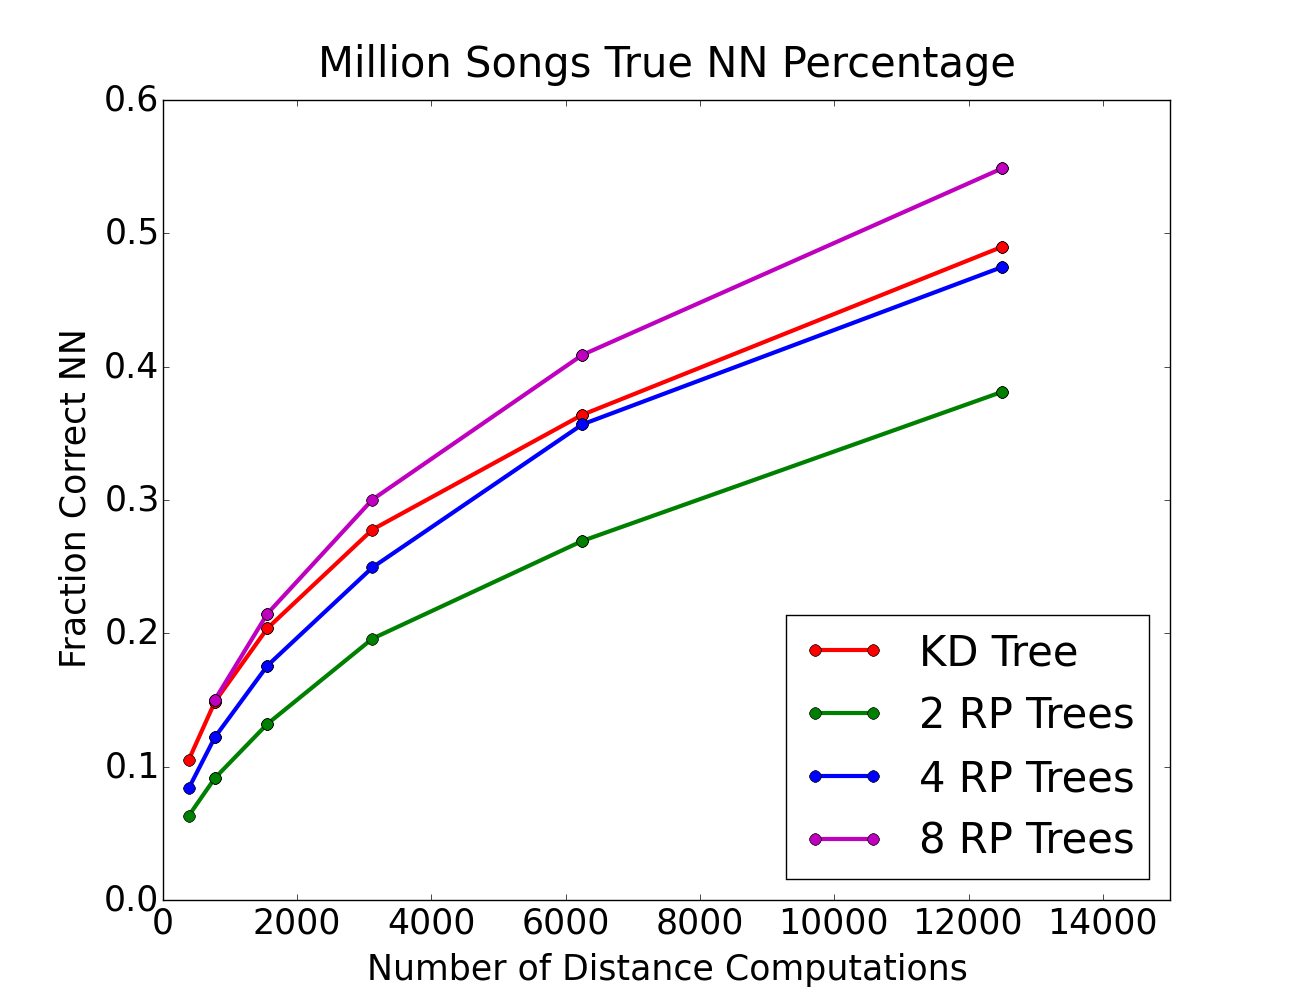 Million Songs True NN Percentage
0.6
0.5
0.4
0.3
0.2
0.1
0.0
Fraction Correct NN
KD Tree
2 RP Trees
4 RP Trees
8 RP Trees
0 2000 4000 6000 8000 10000 12000 14000
Number of Distance Computations